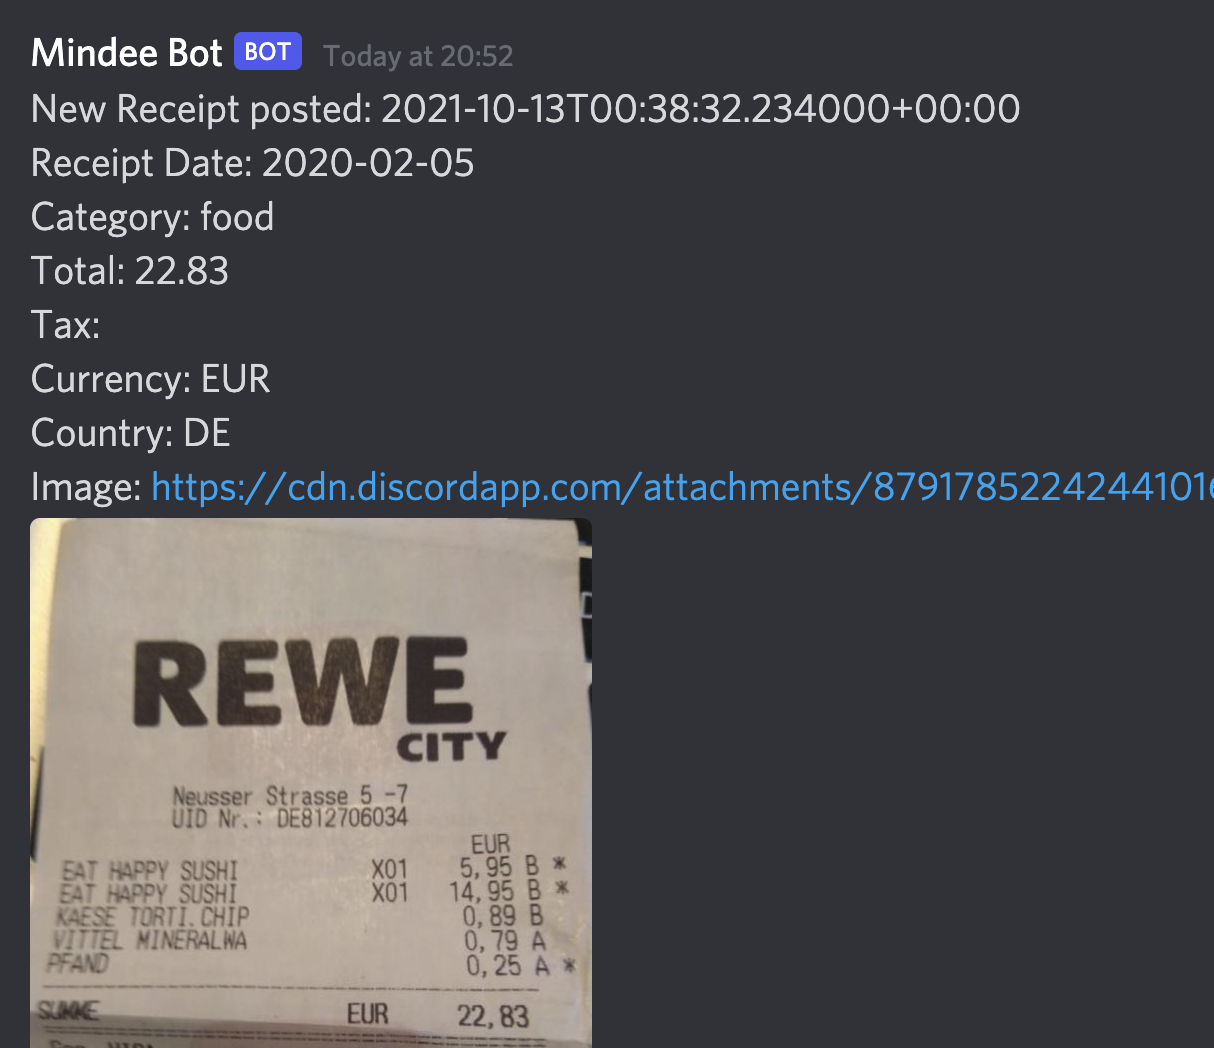 Mindee Bot BOT Today at 20:52
New Receipt posted: 2021-10-13T00:38:32.234000+00:00
Receipt Date: 2020-02-05
Category: food
Total: 22.83
Tax:
Currency: EUR
Country: DE
Image: https://cdn.discordapp.com/attachments/879178522424244101
REWE
CITY
Neusser Strasse 5 -7
UID Nr.: DE812706034
EUR
EAT HAPPY SUSHI X01 5,95 B *
EAT HAPPY SUSHI X01 14,95 B *
KAESE TORTI.CHIP 0,89 B
VITTEL MINERALWA 0,79 A
PFAND 0,25 A *
SUMME EUR 22,83